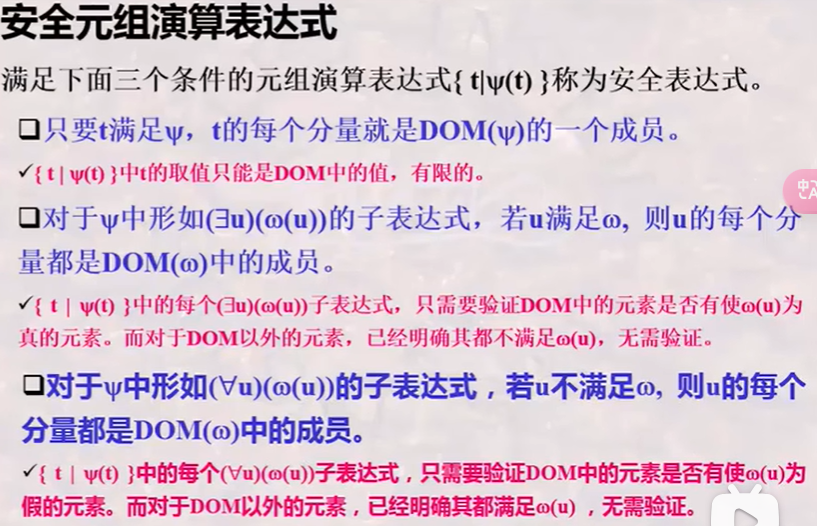 安全元组演算表达式
满足下面三个条件的元组演算表达式{ t|ψ(t) }称为安全表达式。
❑只要t满足ψ，t的每个分量就是DOM(ψ)的一个成员。
✓{ t | ψ(t) }中t的取值只能是DOM中的值，有限的。
❑对于ψ中形如(∃u)(ω(u))的子表达式，若u满足ω, 则u的每个分
量都是DOM(ω)中的成员。
✓{ t | ψ(t) }中的每个(∃u)(ω(u))子表达式，只需要验证DOM中的元素是否有使ω(u)为
真的元素。而对于DOM以外的元素，已经明确其都不满足ω(u)，无需验证。
❑对于ψ中形如(∀u)(ω(u))的子表达式，若u不满足ω, 则u的每个
分量都是DOM(ω)中的成员。
✓{ t | ψ(t) }中的每个(∀u)(ω(u))子表达式，只需要验证DOM中的元素是否有使ω(u)为
假的元素。而对于DOM以外的元素，已经明确其都满足ω(u) ，无需验证。
中
A